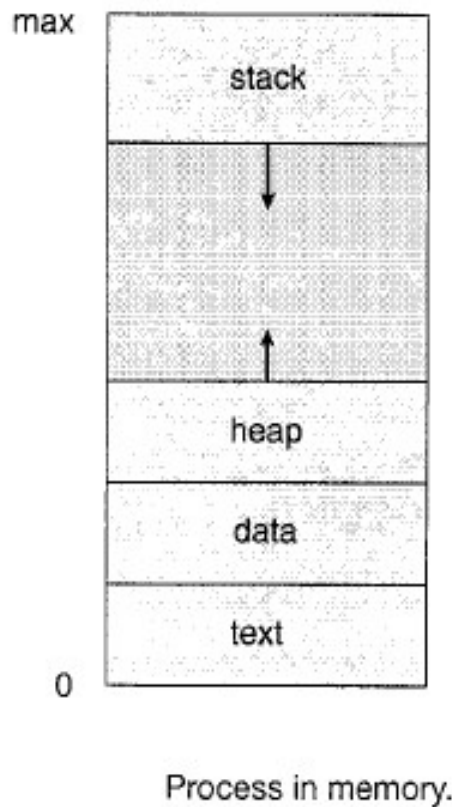 max
stack
heap
data
text
0
Process in memory.